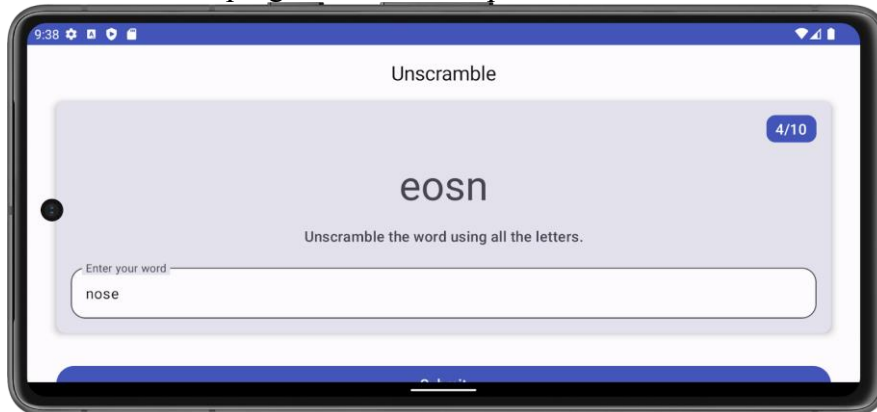 9:38
Unscramble
4/10
eosn
Unscramble the word using all the letters.
Enter your word
nose